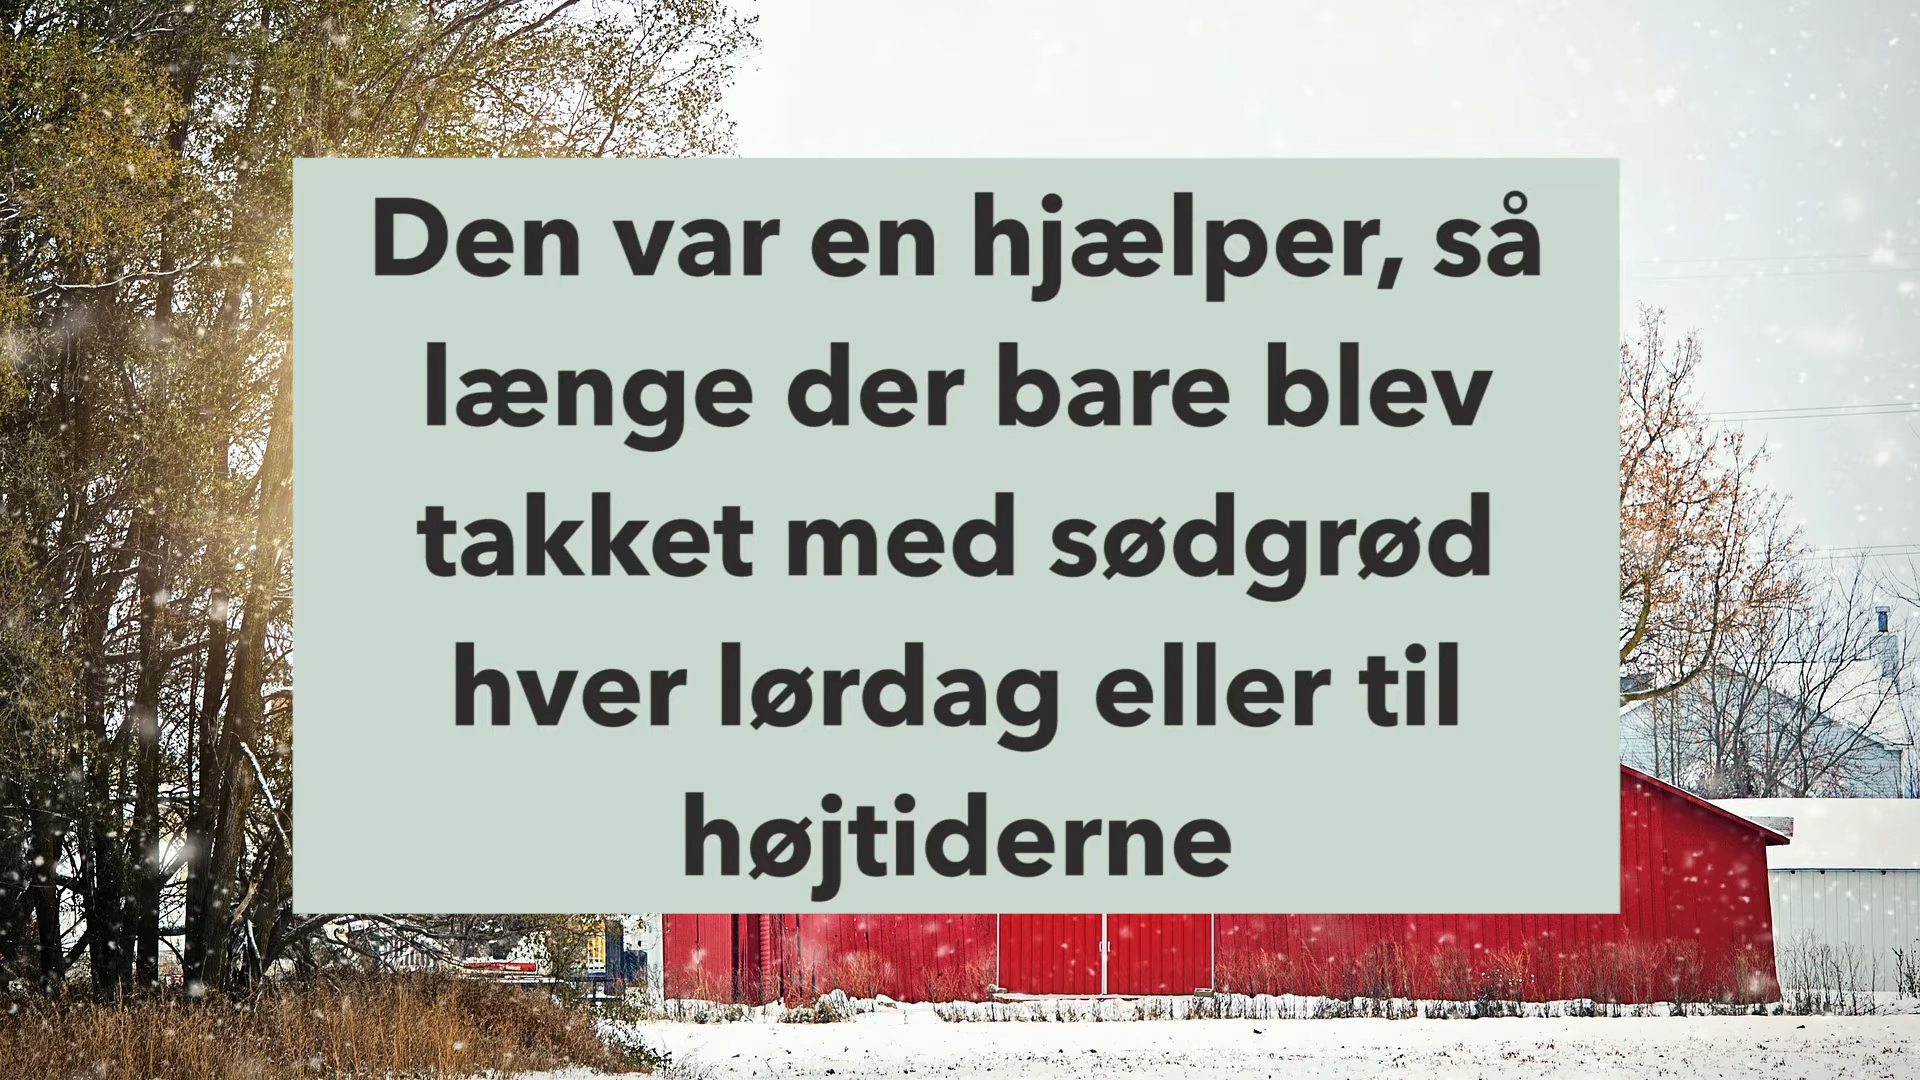 Den var en hjælper, så
længe der bare blev
takket med sødgrød
hver lørdag eller til
højtiderne